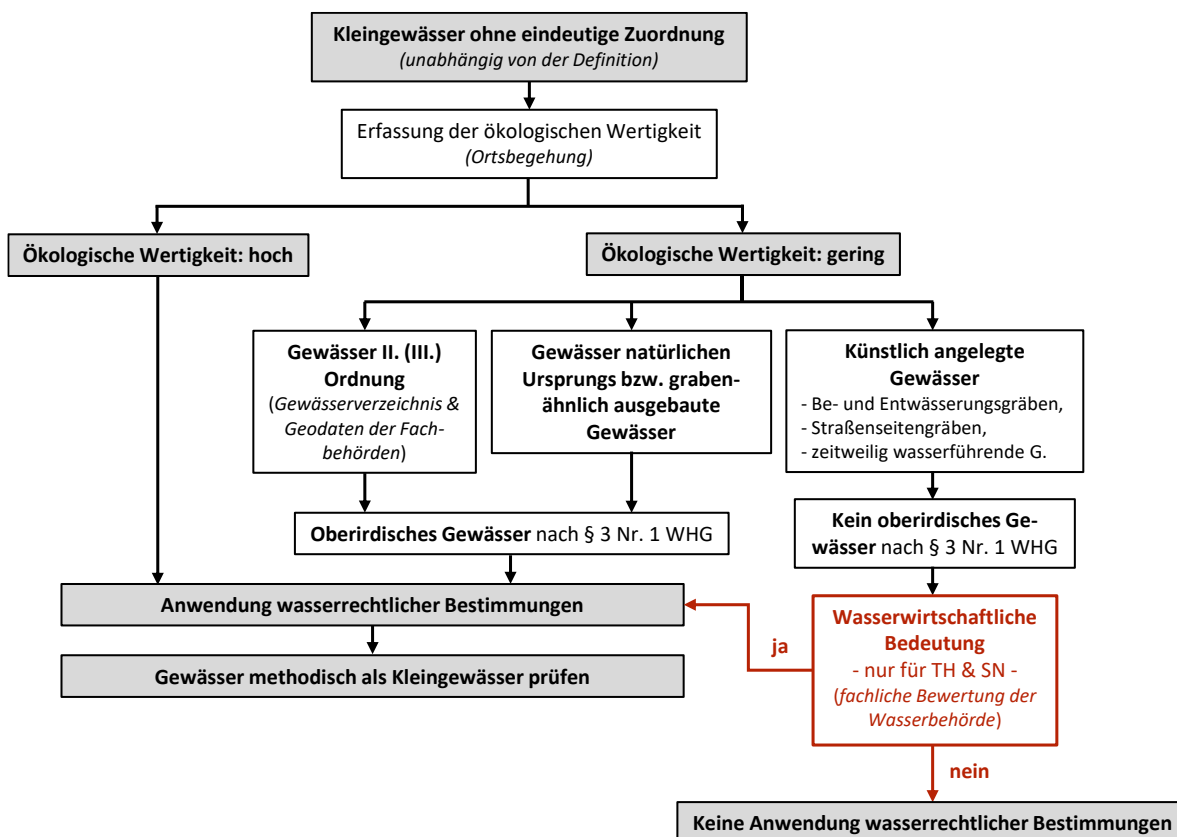 Kleingewässer ohne eindeutige Zuordnung
(unabhängig von der Definition)
Erfassung der ökologischen Wertigkeit
(Ortsbegehung)
Ökologische Wertigkeit: hoch
Ökologische Wertigkeit: gering
Gewässer II. (III.)
Ordnung
(Gewässerverzeichnis &
Geodaten der Fach-
behörden)
Gewässer natürlichen
Ursprungs bzw. graben-
ähnlich ausgebaute
Gewässer
Künstlich angelegte
Gewässer
- Be- und Entwässerungsgräben,
- Straßenseitengräben,
- zeitweilig wasserführende G.
Oberirdisches Gewässer nach § 3 Nr. 1 WHG
Kein oberirdisches Ge-
wässer nach § 3 Nr. 1 WHG
Anwendung wasserrechtlicher Bestimmungen
Gewässer methodisch als Kleingewässer prüfen
ja
Wasserwirtschaftliche
Bedeutung
- nur für TH & SN -
(fachliche Bewertung der
Wasserbehörde)
nein
Keine Anwendung wasserrechtlicher Bestimmungen